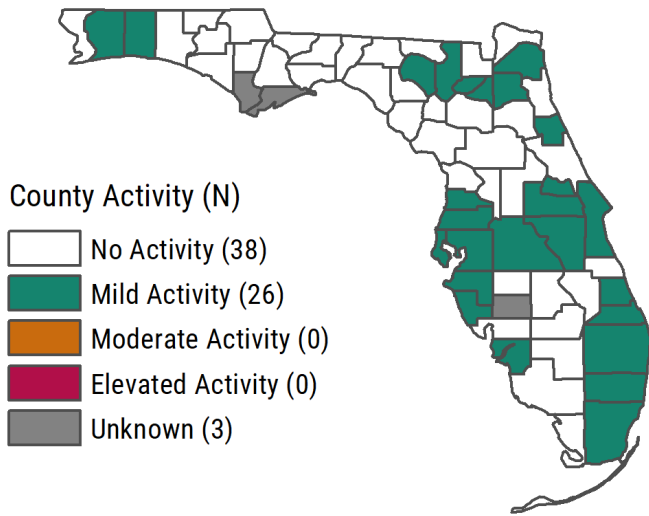 County Activity (N)
No Activity (38)
Mild Activity (26)
Moderate Activity (0)
Elevated Activity (0)
Unknown (3)